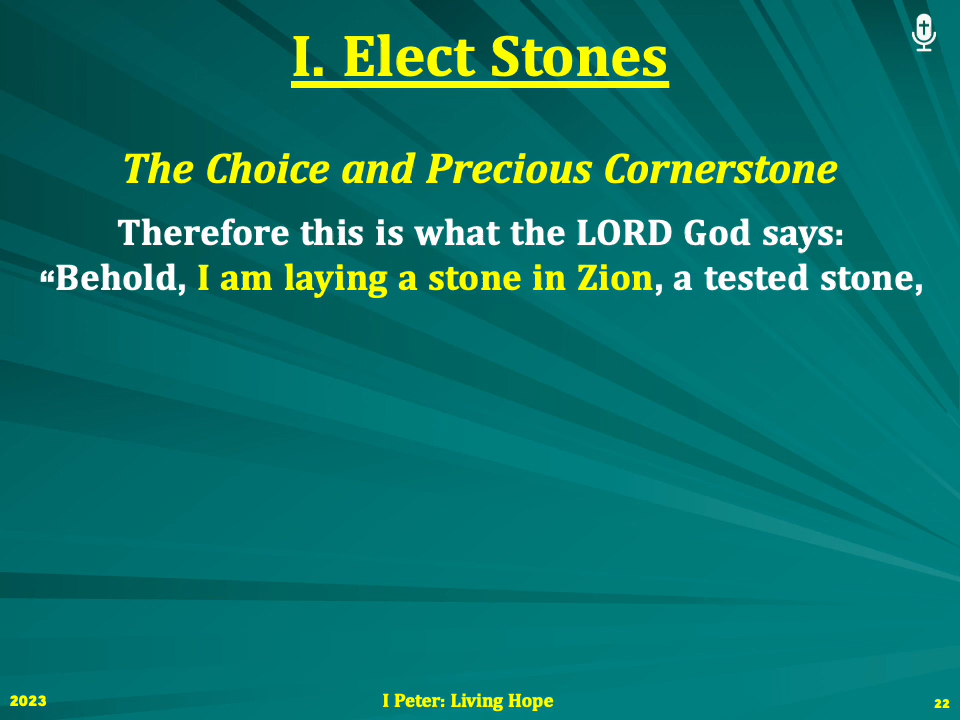 I. Elect Stones
The Choice and Precious Cornerstone
Therefore this is what the LORD God says:
“Behold, I am laying a stone in Zion, a tested stone,
2023
I Peter: Living Hope
22